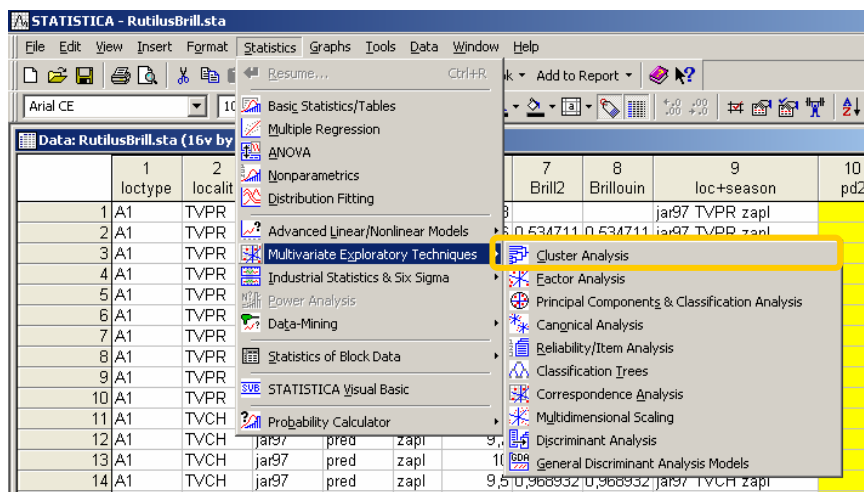 STATISTICA - RutilusBrill.sta
File Edit View Insert Format Statistics Graphs Tools Data Window Help
Resume... Ctrl+R
Add to Report
Arial CE 10
Basic Statistics/Tables
Multiple Regression
ANOVA
Nonparametrics
Distribution Fitting
Advanced Linear/Nonlinear Models
Multivariate Exploratory Techniques
Industrial Statistics & Six Sigma
Power Analysis
Data-Mining
Statistics of Block Data
STATISTICA Visual Basic
Probability Calculator
Cluster Analysis
Factor Analysis
Principal Components & Classification Analysis
Canonical Analysis
Reliability/Item Analysis
Classification Trees
Correspondence Analysis
Multidimensional Scaling
Discriminant Analysis
General Discriminant Analysis Models
Data: RutilusBrill.sta (16v by
1 2 7 8 9 10
loctype localit Brill2 Brillouin loc+season pd2
1 A1 TVPR jar97 TVPR zapl
2 A1 TVPR 0,534711 0,534711 jar97 TVPR zapl
3 A1 TVPR
4 A1 TVPR
5 A1 TVPR
6 A1 TVPR
7 A1 TVPR
8 A1 TVPR
9 A1 TVPR
10 A1 TVPR
11 A1 TVCH jar97 pred zapl
12 A1 TVCH jar97 pred zapl
13 A1 TVCH jar97 pred zapl
14 A1 TVCH jar97 pred zapl 9,5 0,968932 0,968932 jar97 TVCH zapl